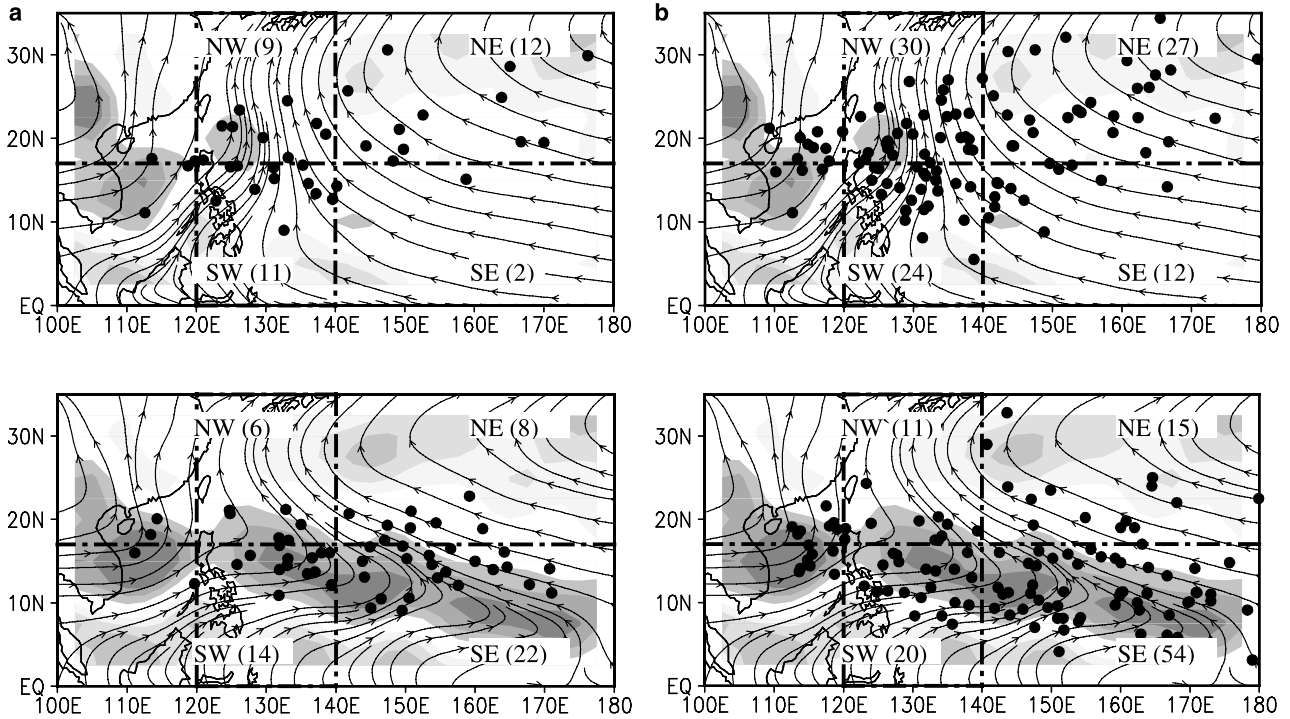 a
b
NW (9)
NE (12)
NW (30)
NE (27)
30N
30N
20N
20N
10N
10N
SW (11)
SE (2)
SW (24)
SE (12)
EQ
EQ
100E 110E 120E 130E 140E 150E 160E 170E 180
100E 110E 120E 130E 140E 150E 160E 170E 180
NW (6)
NE (8)
NW (11)
NE (15)
30N
30N
20N
20N
10N
10N
SW (14)
SE (22)
SW (20)
SE (54)
EQ
EQ
100E 110E 120E 130E 140E 150E 160E 170E 180
100E 110E 120E 130E 140E 150E 160E 170E 180